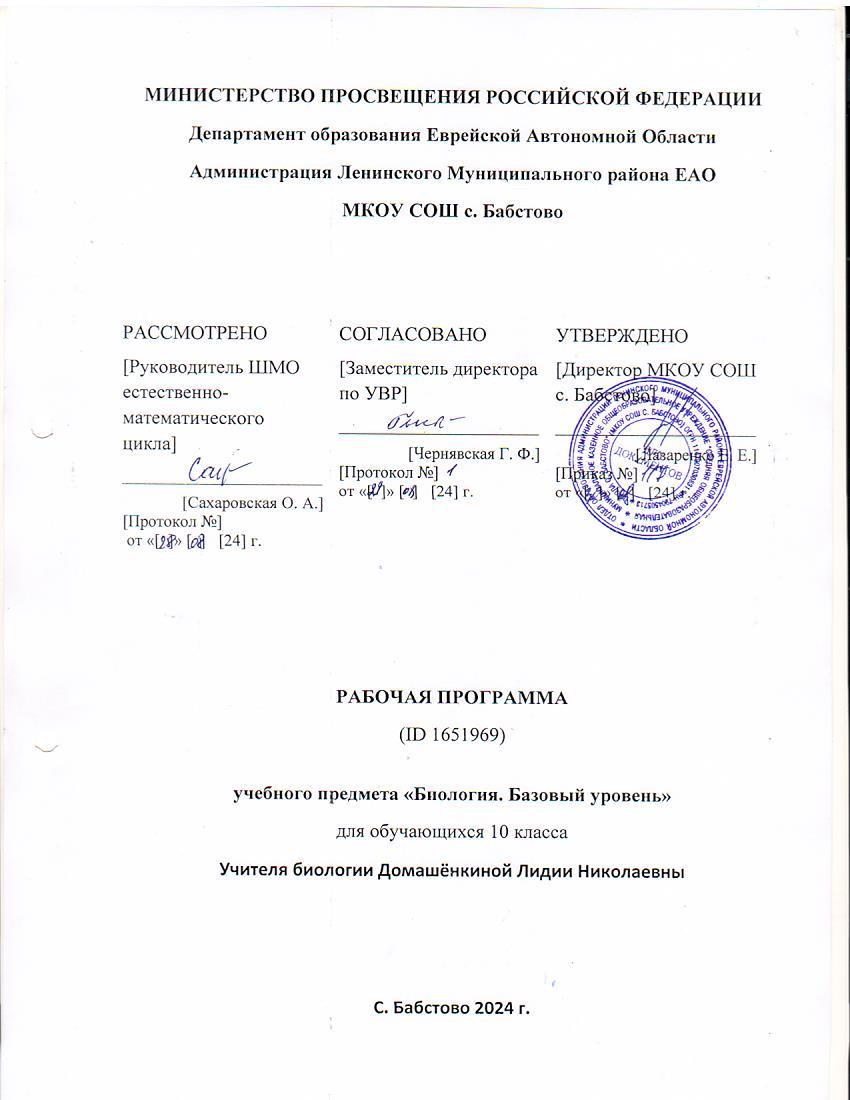 МИНИСТЕРСТВО ПРОСВЕЩЕНИЯ РОССИЙСКОЙ ФЕДЕРАЦИИ
Департамент образования Еврейской Автономной Области
Администрация Ленинского Муниципального района ЕАО
МКОУ СОШ с. Бабстово
РАССМОТРЕНО
[Руководитель ШМО
естественно-
математического
цикла]
[Сахаровская О. А.]
[Протокол №]
от «[28]» [08] [24] г.
СОГЛАСОВАНО
[Заместитель директора
по УВР]
[Чернявская Г. Ф.]
[Протокол №] 1
от «[29]» [08] [24] г.
УТВЕРЖДЕНО
[Директор МКОУ СОШ
с. Бабстово]
[Лазаренко Е.]
[Приказ №]
от [24] г.
РАБОЧАЯ ПРОГРАММА
(ID 1651969)
учебного предмета «Биология. Базовый уровень»
для обучающихся 10 класса
Учителя биологии Домашёнкиной Лидии Николаевны
С. Бабстово 2024 г.